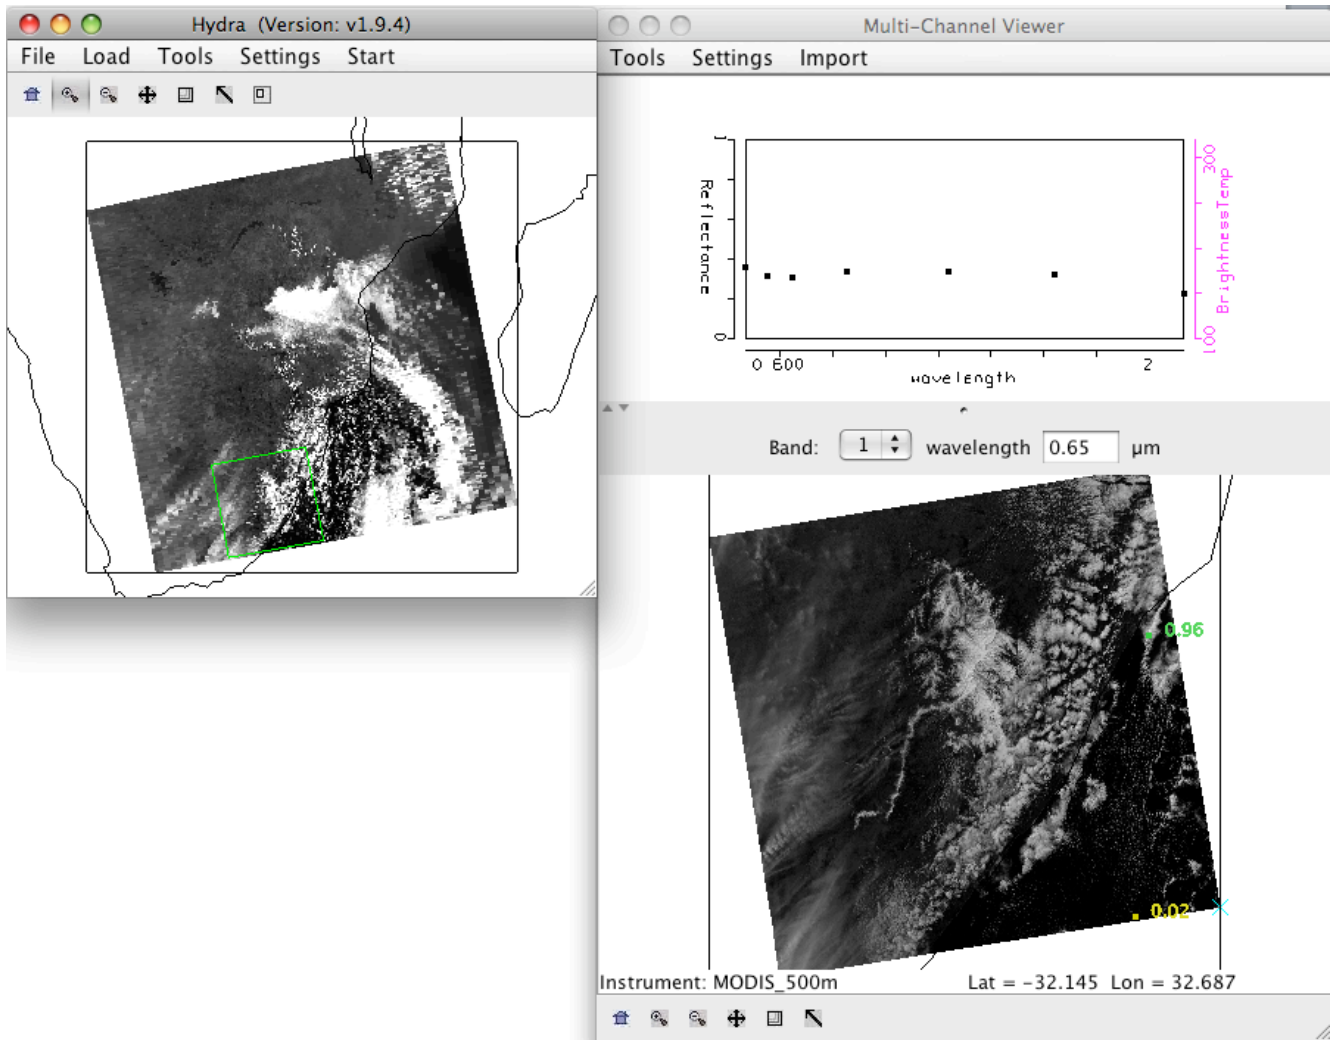 Hydra (Version: v1.9.4)
File Load Tools Settings Start
Multi-Channel Viewer
Tools Settings Import
1
Reflectance
0
300
BrightnessTemp
100
0 600 2
wavelength
Band: 1 wavelength 0.65 µm
0.96
0.02
Instrument: MODIS_500m Lat = -32.145 Lon = 32.687